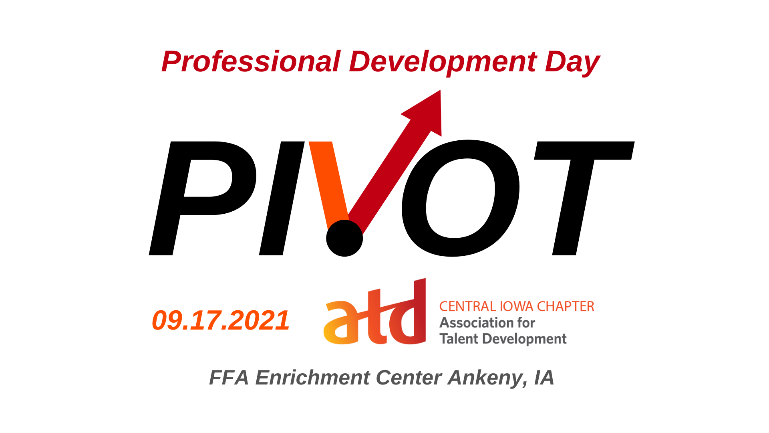 Professional Development Day
PIVOT
09.17.2021
atd
CENTRAL IOWA CHAPTER
Association for
Talent Development
FFA Enrichment Center Ankeny, IA